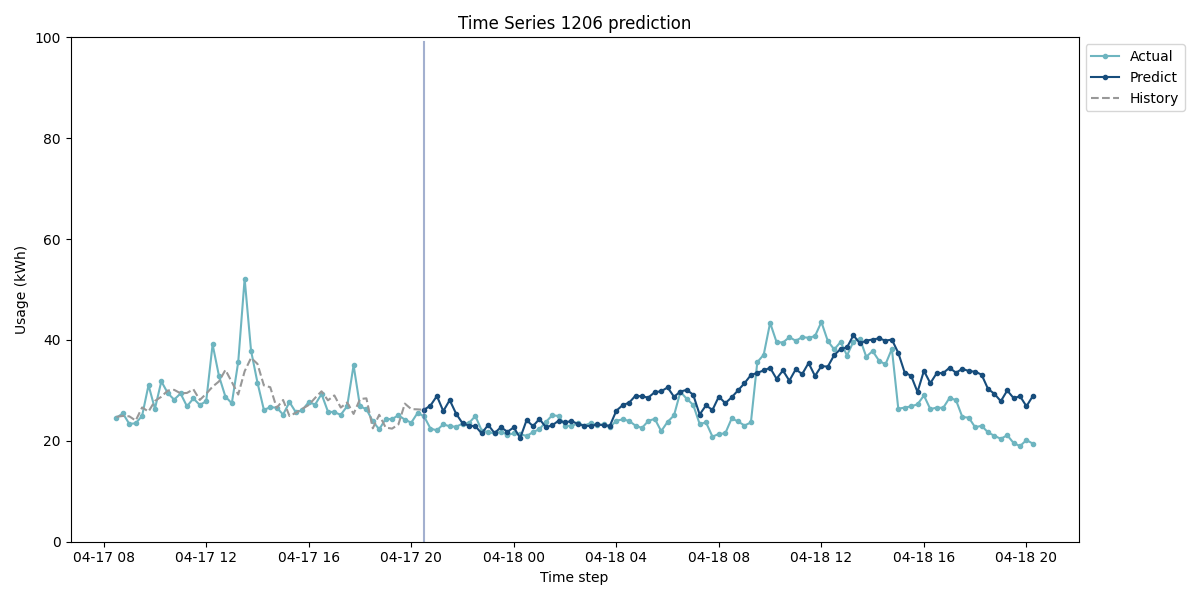 Time Series 1206 prediction
100
80
60
40
20
0
Usage (kWh)
04-17 08
04-17 12
04-17 16
04-17 20
04-18 00
04-18 04
04-18 08
04-18 12
04-18 16
04-18 20
Time step
Actual
Predict
History